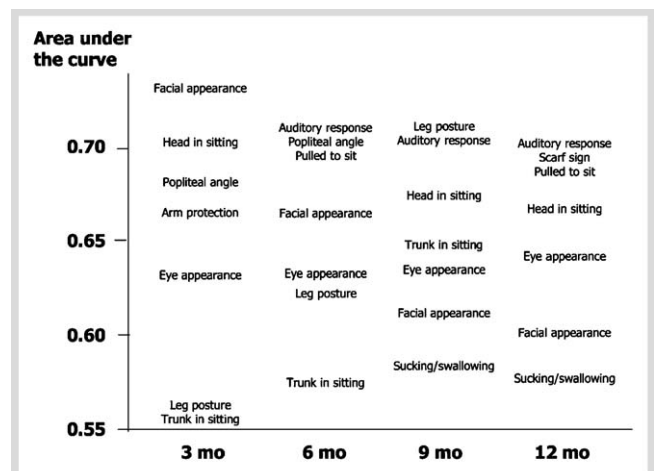 Area under
the curve
0.70
0.65
0.60
0.55
Facial appearance
Head in sitting
Popliteal angle
Arm protection
Eye appearance
Leg posture
Trunk in sitting
Auditory response
Popliteal angle
Pulled to sit
Facial appearance
Eye appearance
Leg posture
Trunk in sitting
Leg posture
Auditory response
Head in sitting
Trunk in sitting
Eye appearance
Facial appearance
Sucking/swallowing
Auditory response
Scarf sign
Pulled to sit
Head in sitting
Eye appearance
Facial appearance
Sucking/swallowing
3 mo
6 mo
9 mo
12 mo